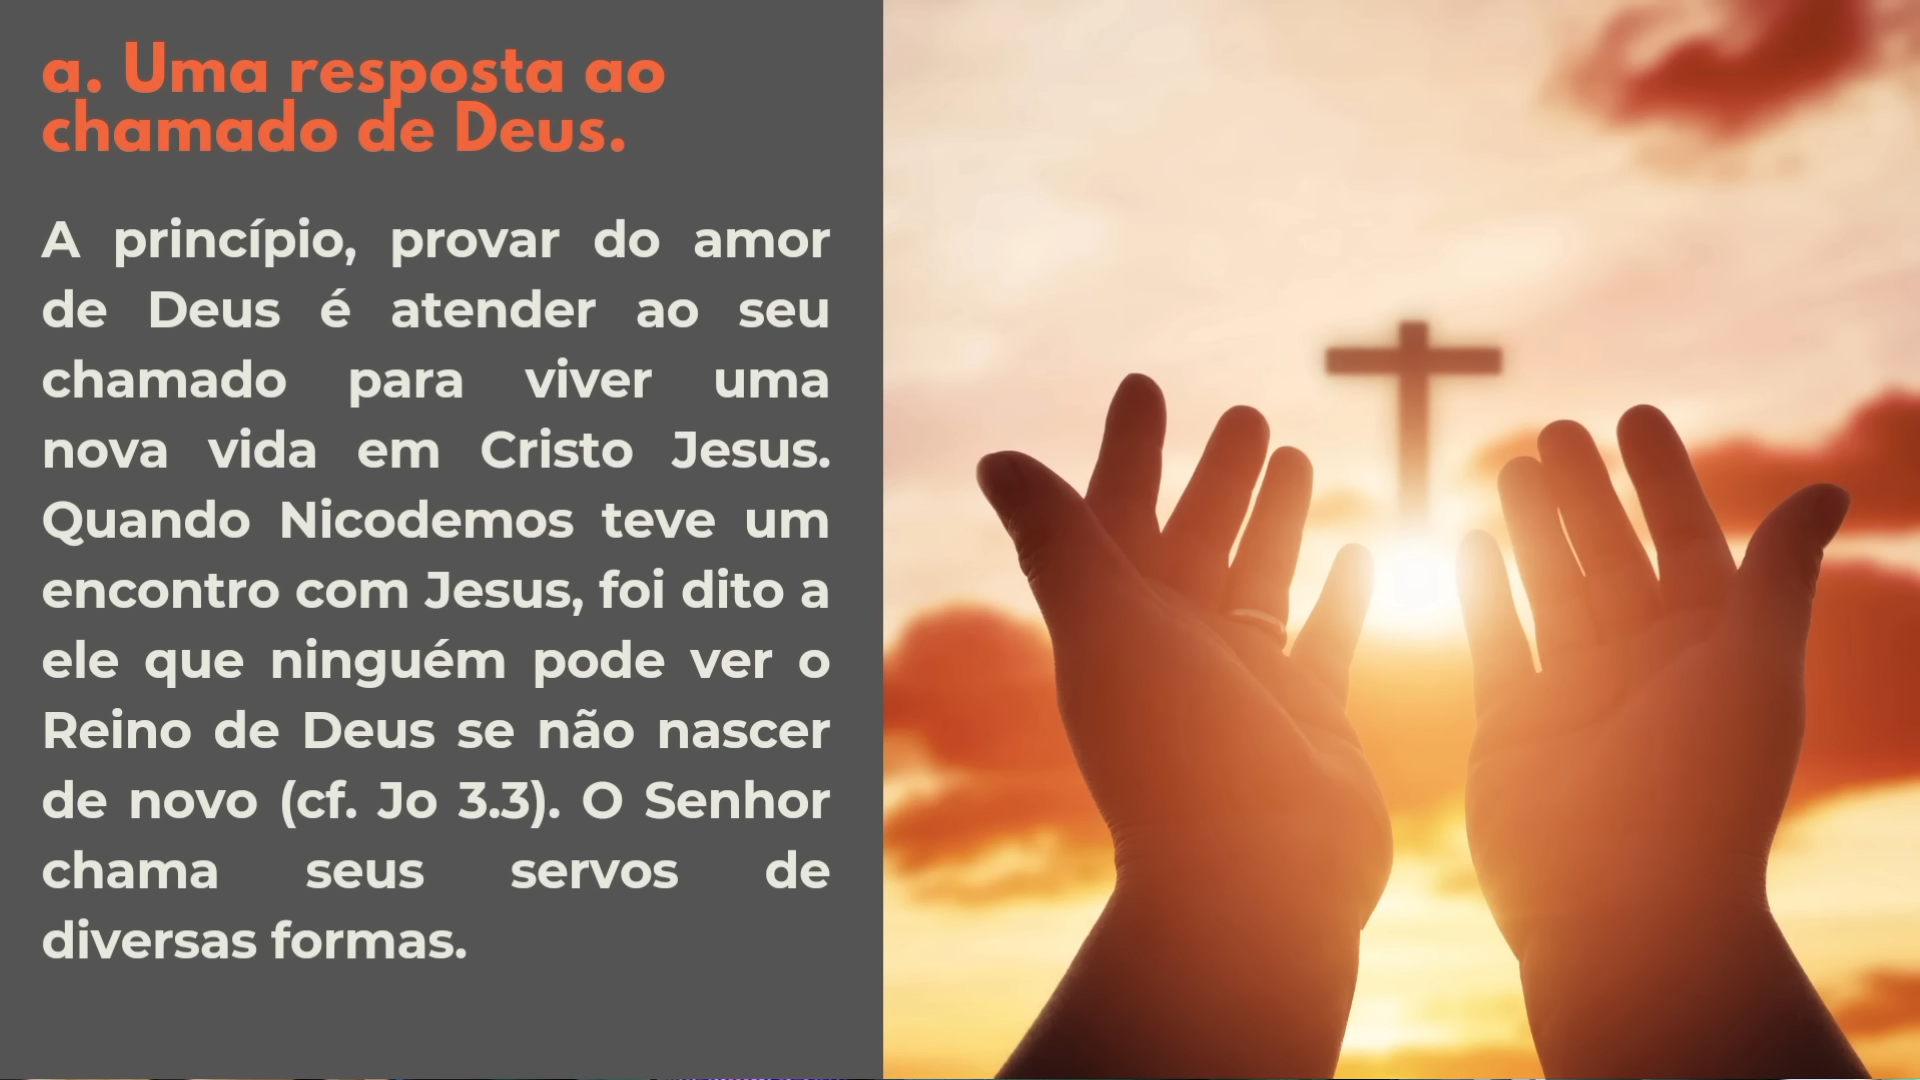 a. Uma resposta ao
chamado de Deus.
A princípio, provar do amor
de Deus é atender ao seu
chamado para viver uma
nova vida em Cristo Jesus.
Quando Nicodemos teve um
encontro com Jesus, foi dito a
ele que ninguém pode ver o
Reino de Deus se não nascer
de novo (cf. Jo 3.3). O Senhor
chama seus servos de
diversas formas.